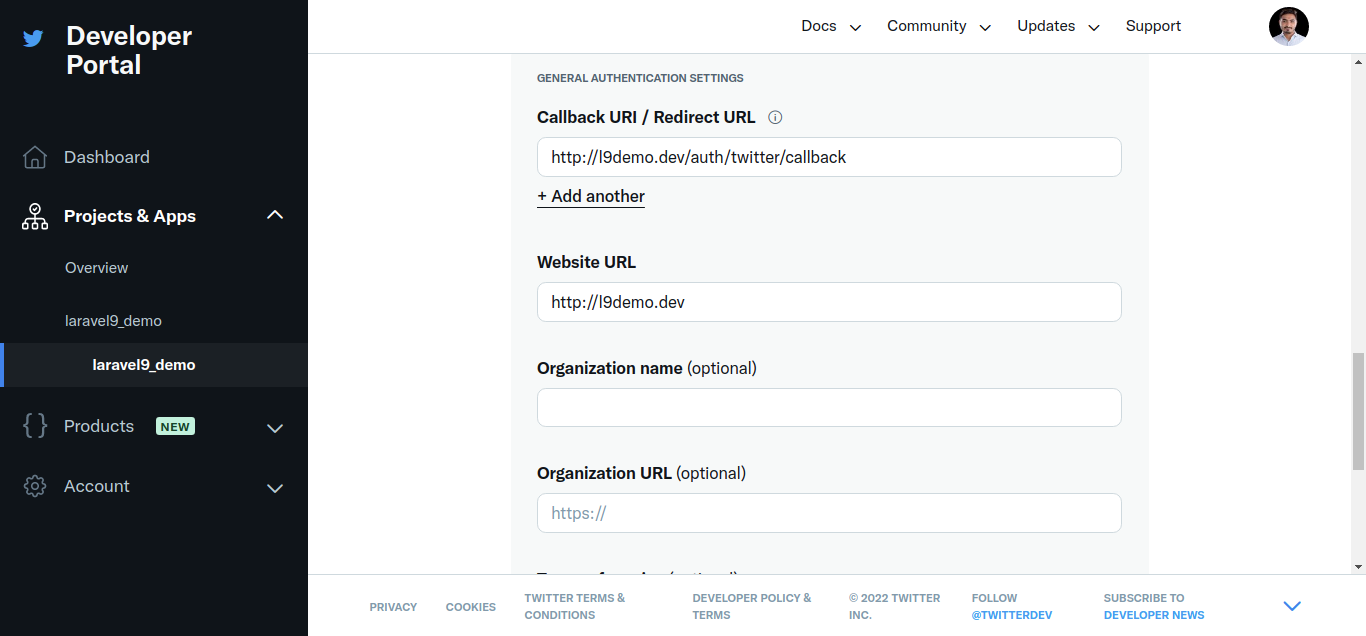 Developer
Portal
Dashboard
Projects & Apps
Overview
laravel9_demo
laravel9_demo
Products NEW
Account
Docs Community Updates Support
GENERAL AUTHENTICATION SETTINGS
Callback URI / Redirect URL
http://l9demo.dev/auth/twitter/callback
+ Add another
Website URL
http://l9demo.dev
Organization name (optional)
Organization URL (optional)
https://
PRIVACY
COOKIES
TWITTER TERMS &
CONDITIONS
DEVELOPER POLICY &
TERMS
© 2022 TWITTER
INC.
FOLLOW
@TWITTERDEV
SUBSCRIBE TO
DEVELOPER NEWS